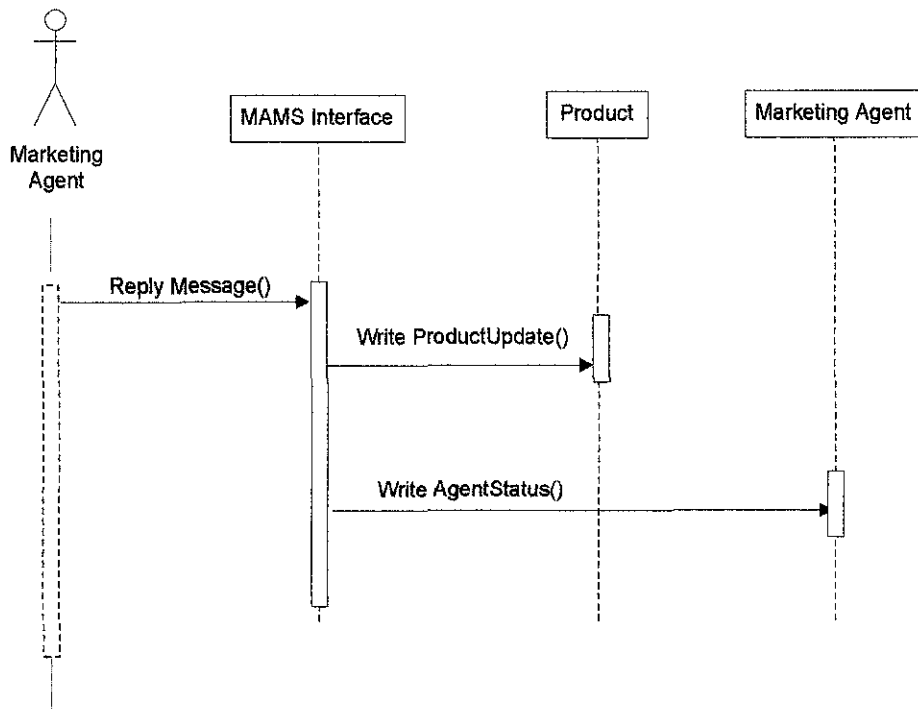 MAMS Interface
Product
Marketing Agent
Marketing
Agent
Reply Message()
Write ProductUpdate()
Write AgentStatus()